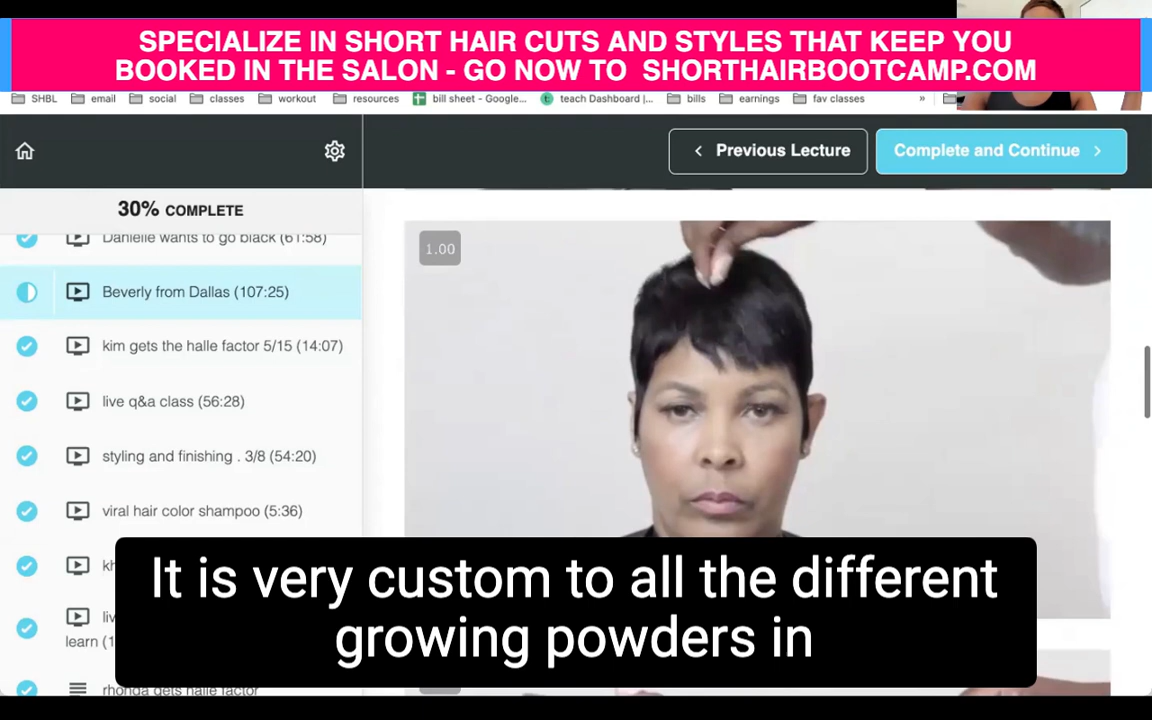 SPECIALIZE IN SHORT HAIR CUTS AND STYLES THAT KEEP YOU
BOOKED IN THE SALON - GO NOW TO SHORTHAIRBOOTCAMP.COM
SHBL email social classes workout resources bill sheet - Google... teach Dashboard |... bills earnings fav classes »
Previous Lecture
Complete and Continue
30% COMPLETE
Danielle wants to go black (61:58)
1.00
Beverly from Dallas (107:25)
kim gets the halle factor 5/15 (14:07)
live q&a class (56:28)
styling and finishing . 3/8 (54:20)
viral hair color shampoo (5:36)
It is very custom to all the different
growing powders in
learn (1
rhonda gets halle factor